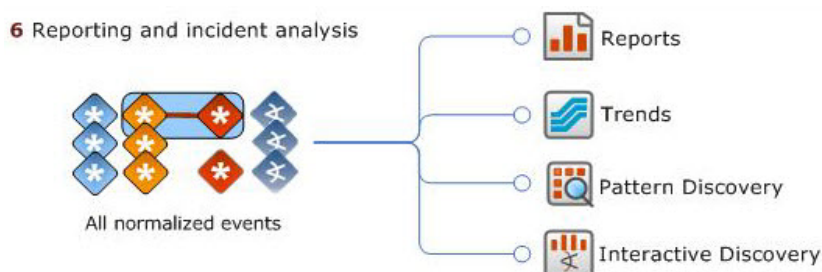 6 Reporting and incident analysis
Reports
Trends
Pattern Discovery
Interactive Discovery
All normalized events